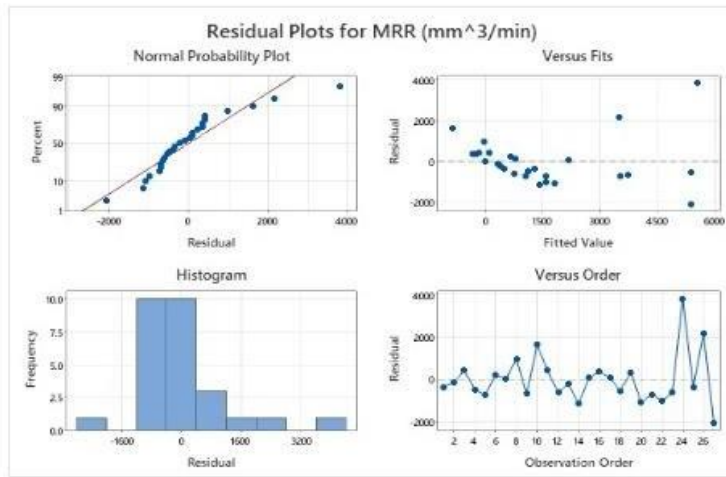 Residual Plots for MRR (mm^3/min)
Normal Probability Plot
99
90
50
10
1
Percent
-2000 0 2000 4000
Residual
Versus Fits
4000
2000
0
-2000
Residual
0 1500 3000 4500 6000
Fitted Value
Histogram
10.0
7.5
5.0
2.5
0.0
Frequency
-1600 0 1600 3200
Residual
Versus Order
4000
2000
0
-2000
Residual
2 4 6 8 10 12 14 16 18 20 22 24 26
Observation Order